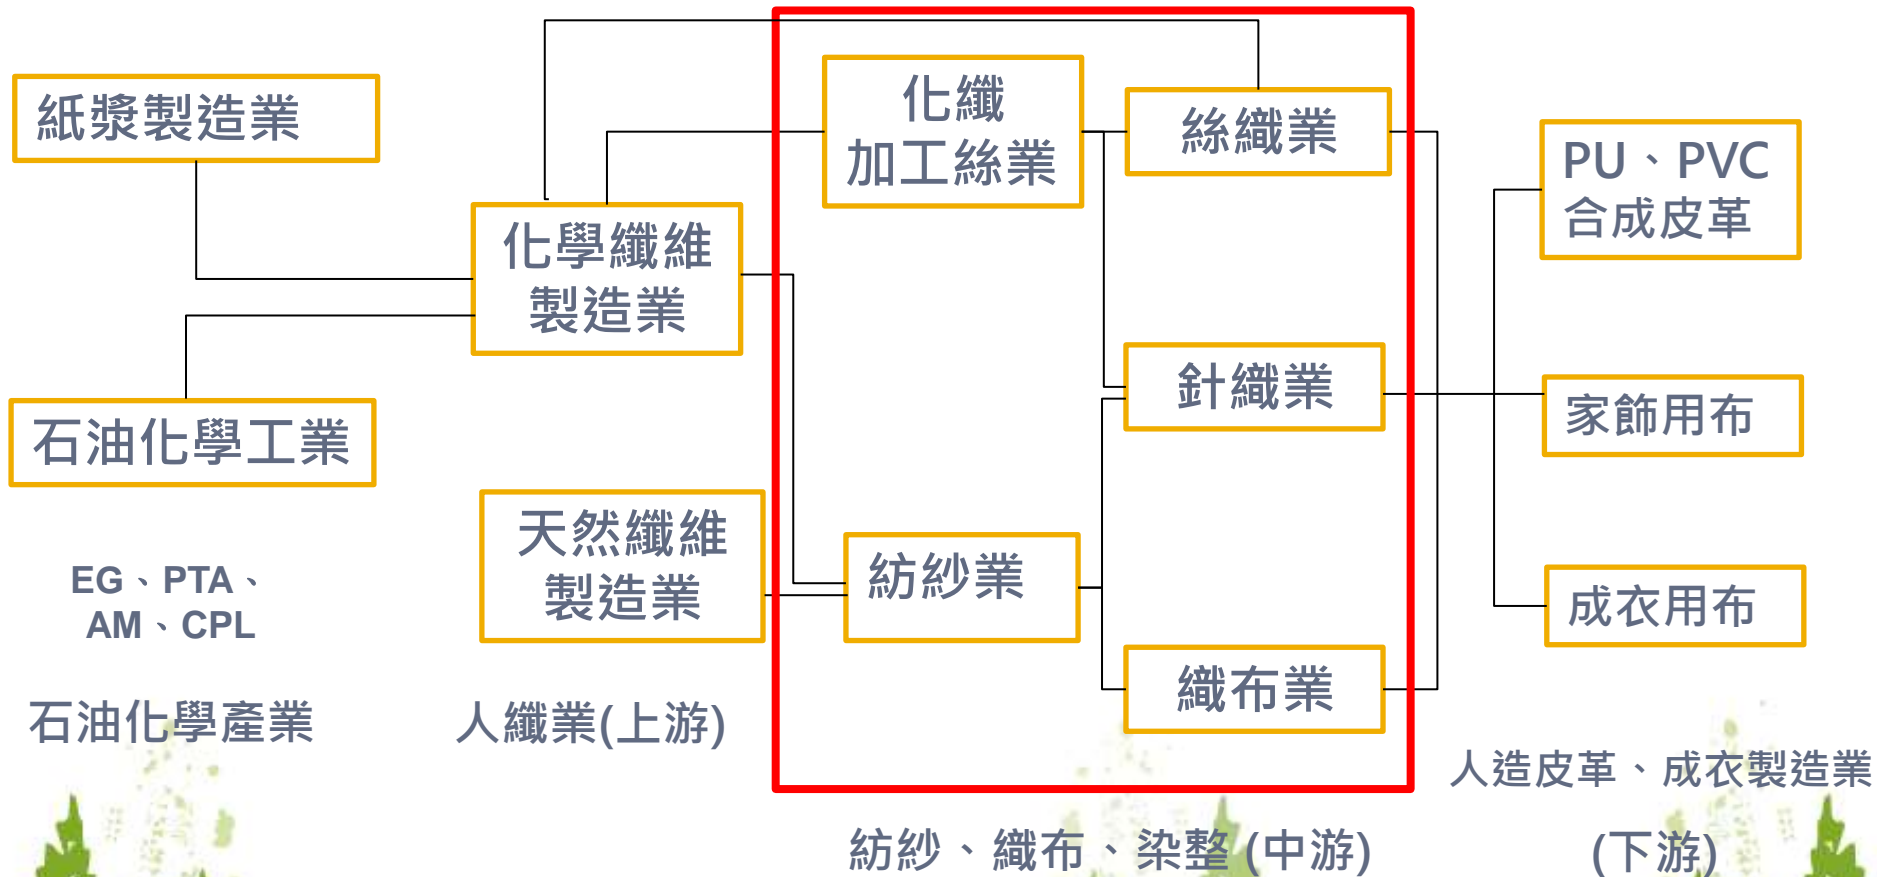 紙漿製造業
石油化學工業
EG、PTA、
AM、CPL
石油化學產業
化學纖維
製造業
天然纖維
製造業
人纖業(上游)
化纖
加工絲業
紡紗業
絲織業
針織業
織布業
紡紗、織布、染整 (中游)
PU、PVC
合成皮革
家飾用布
成衣用布
人造皮革、成衣製造業
(下游)